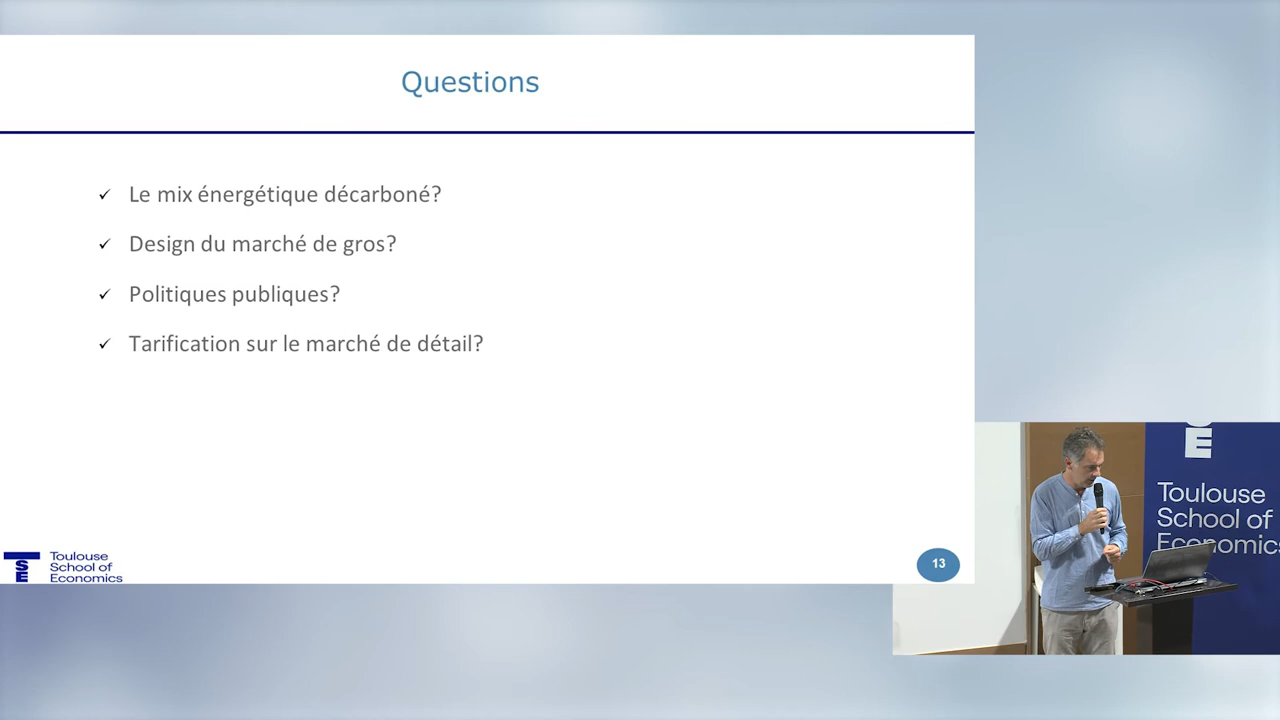 Questions
✓ Le mix énergétique décarboné?
✓ Design du marché de gros?
✓ Politiques publiques?
✓ Tarification sur le marché de détail?
TSE
Toulouse
School of
Economics
13
E
Toulouse
School of
Economics